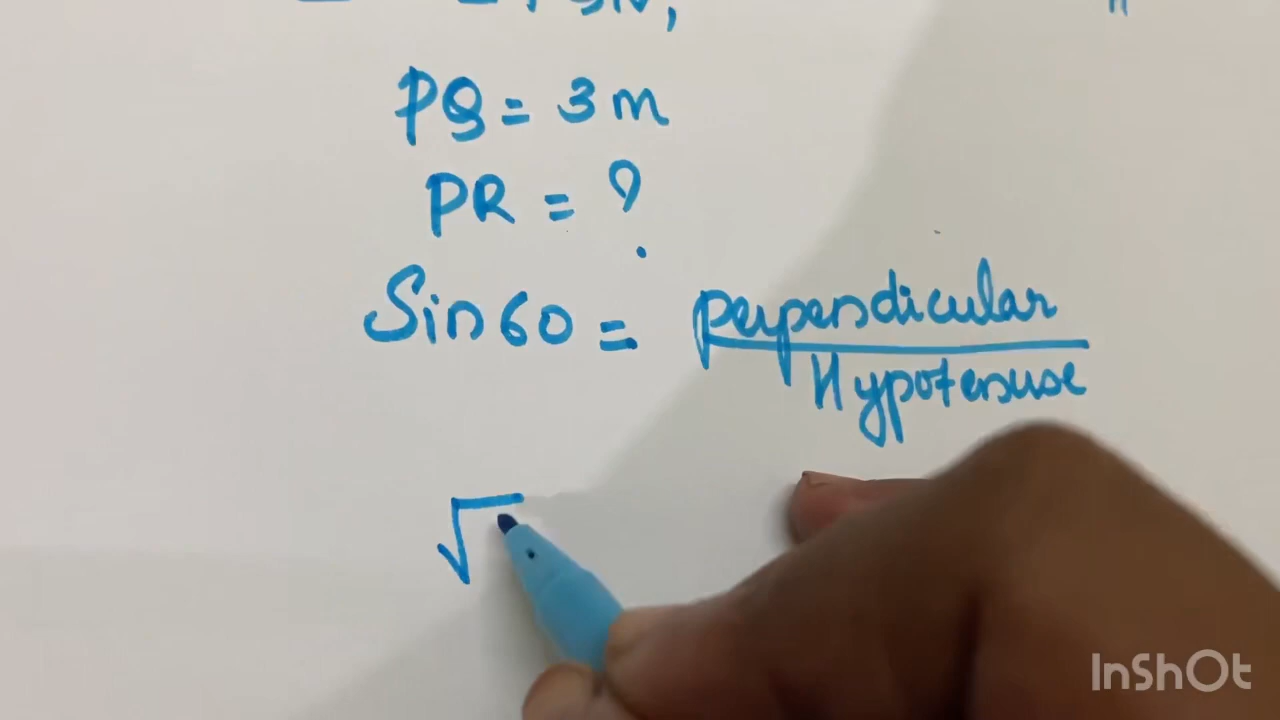 PQ = 3 m
PR = ?
Sin 60 = perpendicular
Hypotenuse
√
InShOt